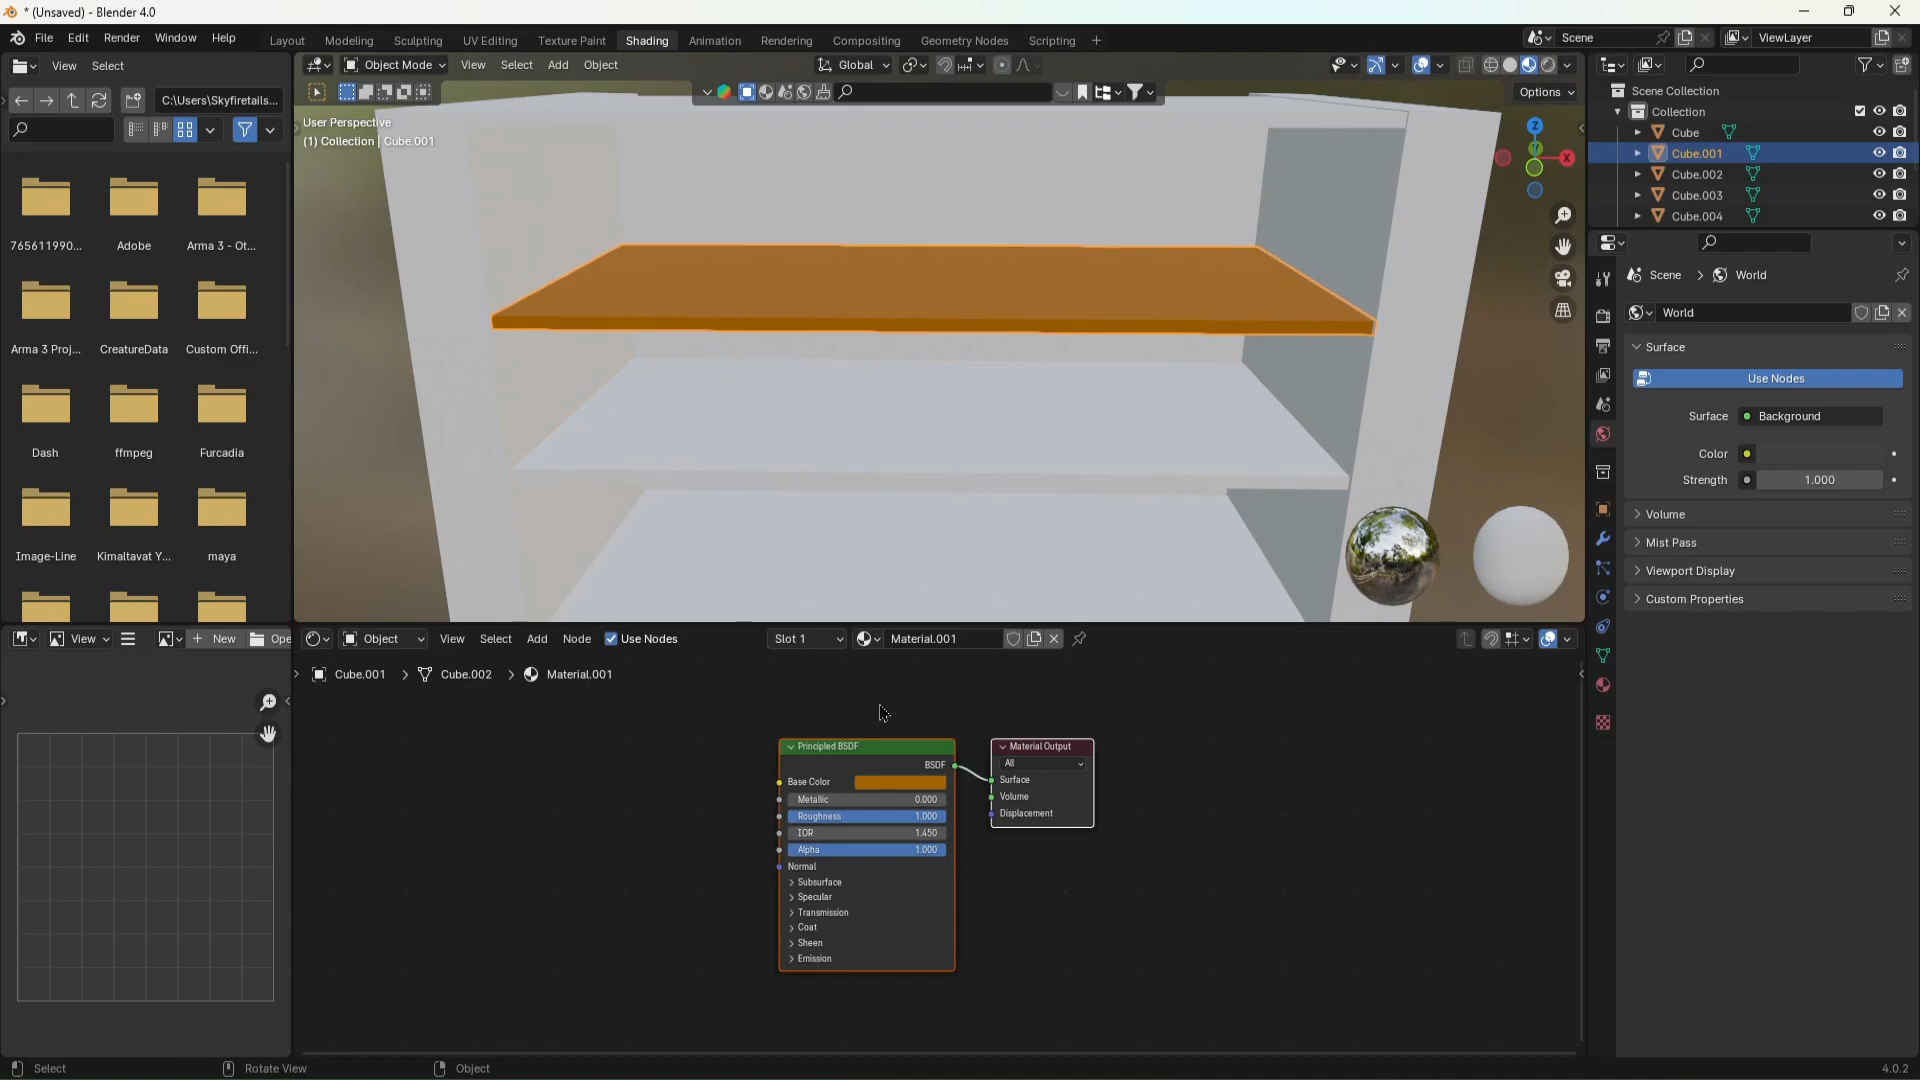 * (Unsaved) - Blender 4.0
File Edit Render Window Help
Layout Modeling Sculpting UV Editing Texture Paint Shading Animation Rendering Compositing Geometry Nodes Scripting +
Scene
ViewLayer
View Select
C:\Users\Skyfiretails...
Object Mode View Select Add Object
Global
Options
User Perspective
(1) Collection | Cube.001
Z
X
Scene Collection
Collection
Cube
Cube.001
Cube.002
Cube.003
Cube.004
765611990... Adobe Arma 3 - Ot...
Arma 3 Proj... CreatureData Custom Offi...
Dash ffmpeg Furcadia
Image-Line Kimaltavat Y... maya
Scene > World
World
Surface
Use Nodes
Surface Background
Color
Strength 1.000
Volume
Mist Pass
Viewport Display
Custom Properties
View + New Ope
Object View Select Add Node Use Nodes
Slot 1
Material.001
Cube.001 > Cube.002 > Material.001
Principled BSDF
BSDF
Base Color
Metallic 0.000
Roughness 1.000
IOR 1.450
Alpha 1.000
Normal
Subsurface
Specular
Transmission
Coat
Sheen
Emission
Material Output
All
Surface
Volume
Displacement
Select Rotate View Object
4.0.2